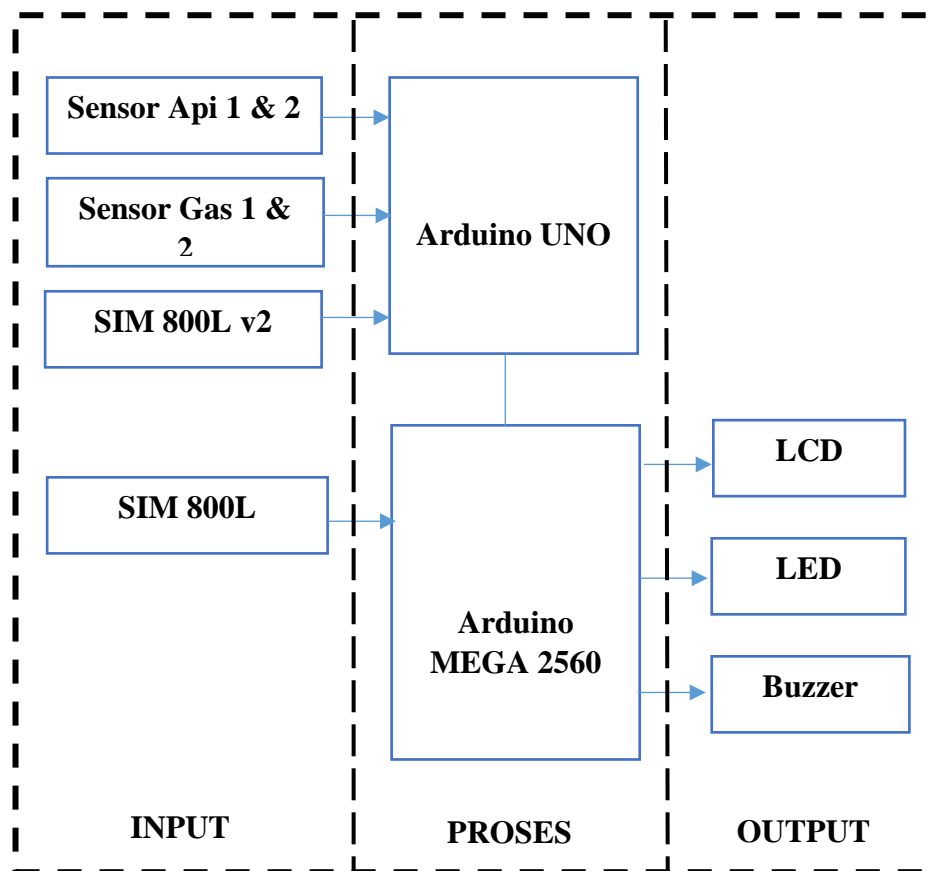 Sensor Api 1 & 2
Sensor Gas 1 &
2
SIM 800L v2
Arduino UNO
SIM 800L
Arduino
MEGA 2560
LCD
LED
Buzzer
INPUT
PROSES
OUTPUT